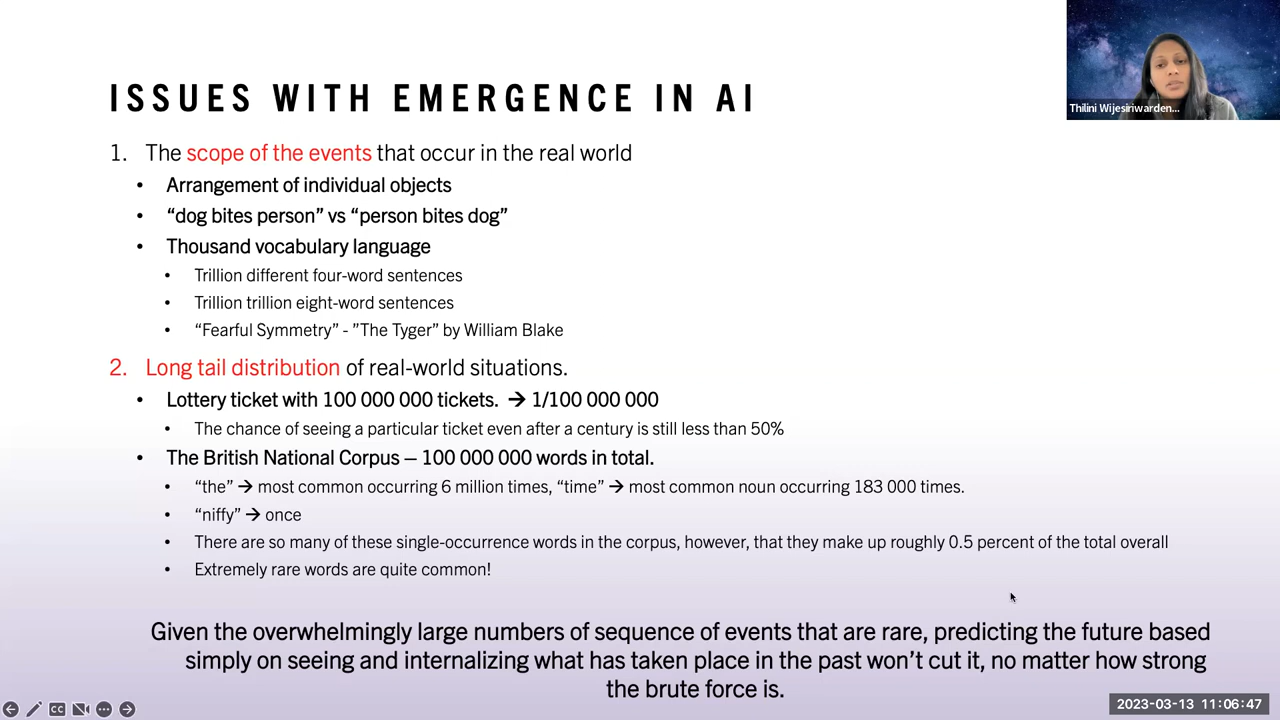 Thilini Wijesiriwarden...
ISSUES WITH EMERGENCE IN AI
1. The scope of the events that occur in the real world
• Arrangement of individual objects
• “dog bites person” vs “person bites dog”
• Thousand vocabulary language
• Trillion different four-word sentences
• Trillion trillion eight-word sentences
• “Fearful Symmetry” - ”The Tyger” by William Blake
2. Long tail distribution of real-world situations.
• Lottery ticket with 100 000 000 tickets. → 1/100 000 000
• The chance of seeing a particular ticket even after a century is still less than 50%
• The British National Corpus – 100 000 000 words in total.
• “the” → most common occurring 6 million times, “time” → most common noun occurring 183 000 times.
• “niffy” → once
• There are so many of these single-occurrence words in the corpus, however, that they make up roughly 0.5 percent of the total overall
• Extremely rare words are quite common!
Given the overwhelmingly large numbers of sequence of events that are rare, predicting the future based
simply on seeing and internalizing what has taken place in the past won’t cut it, no matter how strong
the brute force is.
CC
2023-03-13 11:06:47